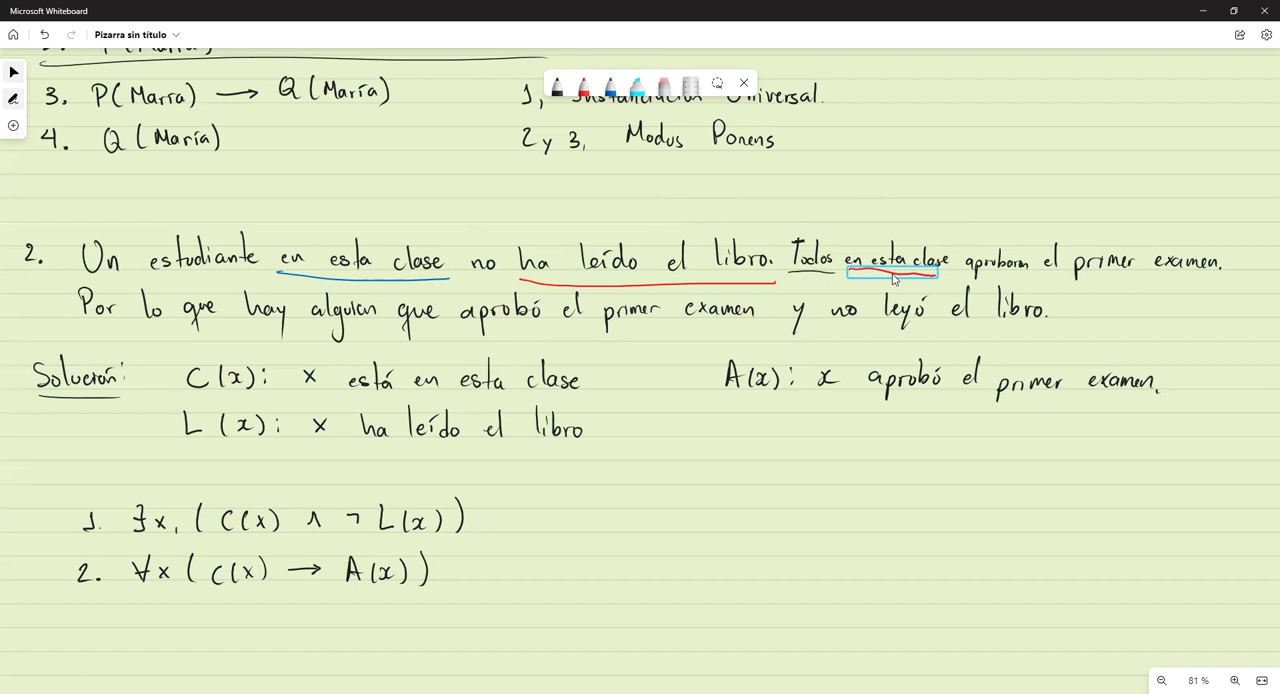 Microsoft Whiteboard
Pizarra sin título
3. P(María) → Q(María) 1, Instanciación Universal.
4. Q(María) 2 y 3, Modus Ponens
2. Un estudiante en esta clase no ha leído el libro. Todos en esta clase aprobaron el primer examen.
Por lo que hay alguien que aprobó el primer examen y no leyó el libro.
Solución: C(x): x está en esta clase A(x): x aprobó el primer examen.
L(x): x ha leído el libro
1. ∃x, (C(x) ∧ ¬L(x))
2. ∀x (C(x) → A(x))
81 %